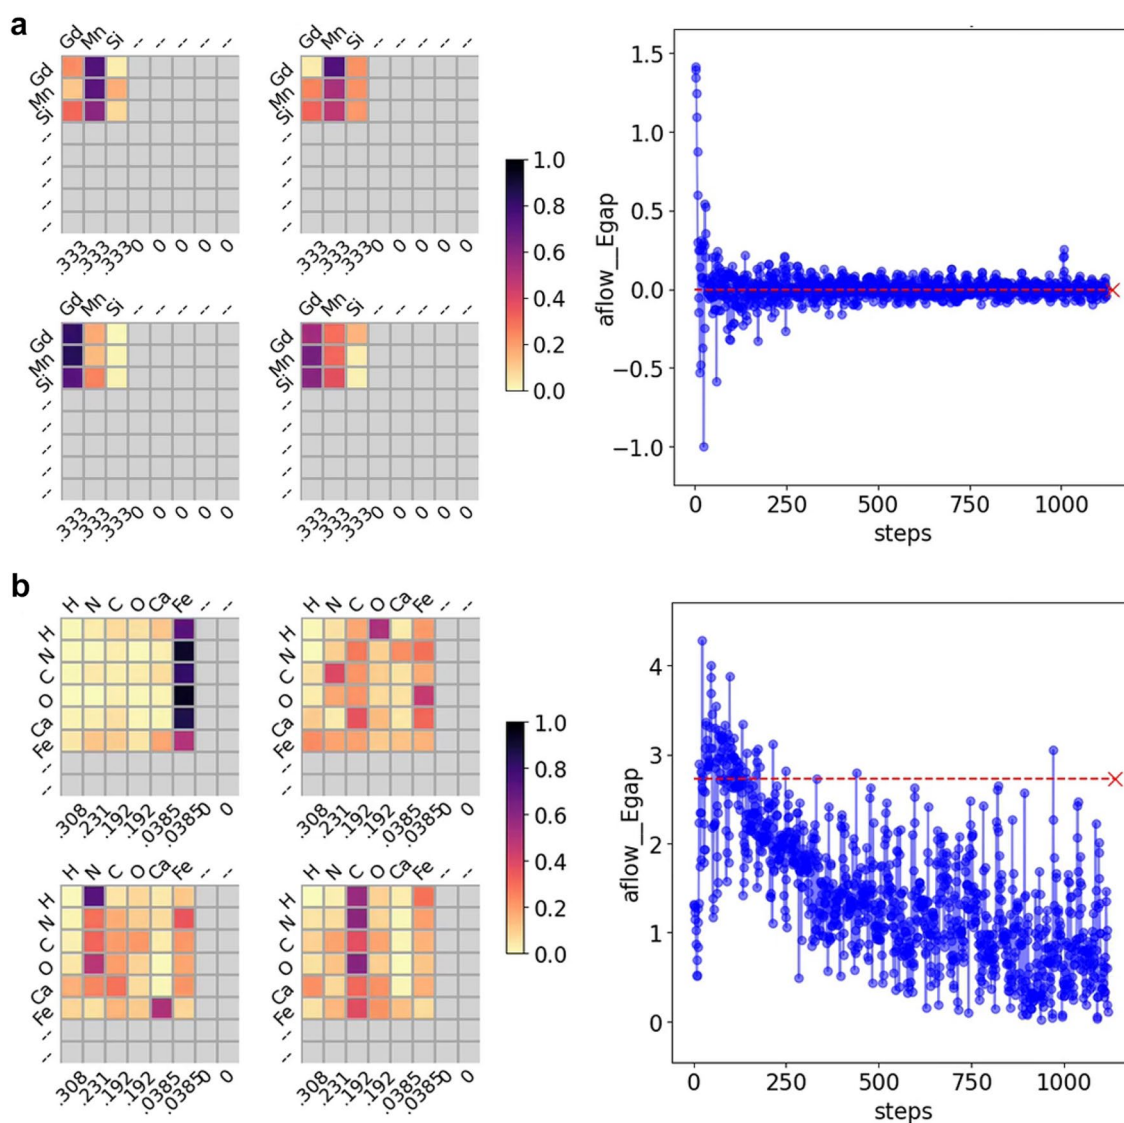 a
Gd Mn Si -- -- -- -- --
Gd
Mn
Si
--
--
--
--
--
.333 .333 .333 0 0 0 0 0
Gd Mn Si -- -- -- -- --
Gd
Mn
Si
--
--
--
--
--
.333 .333 .333 0 0 0 0 0
Gd Mn Si -- -- -- -- --
Gd
Mn
Si
--
--
--
--
--
.333 .333 .333 0 0 0 0 0
Gd Mn Si -- -- -- -- --
Gd
Mn
Si
--
--
--
--
--
.333 .333 .333 0 0 0 0 0
1.0
0.8
0.6
0.4
0.2
0.0
aflow__Egap
1.5
1.0
0.5
0.0
−0.5
−1.0
0 250 500 750 1000
steps
b
H N C O Ca Fe -- --
H
N
C
O
Ca
Fe
--
--
.308 .231 .192 .192 .0385 .0385 0 0
H N C O Ca Fe -- --
H
N
C
O
Ca
Fe
--
--
.308 .231 .192 .192 .0385 .0385 0 0
H N C O Ca Fe -- --
H
N
C
O
Ca
Fe
--
--
.308 .231 .192 .192 .0385 .0385 0 0
H N C O Ca Fe -- --
H
N
C
O
Ca
Fe
--
--
.308 .231 .192 .192 .0385 .0385 0 0
1.0
0.8
0.6
0.4
0.2
0.0
aflow__Egap
4
3
2
1
0
0 250 500 750 1000
steps